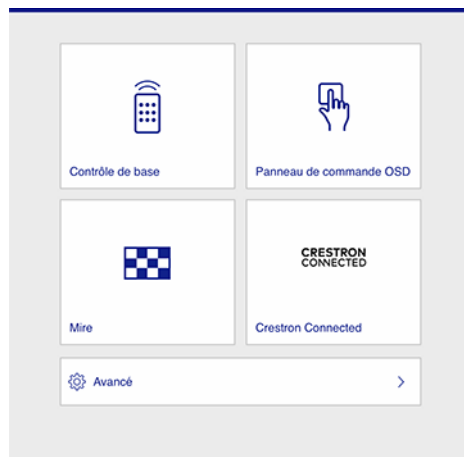 Contrôle de base
Panneau de commande OSD
CRESTRON
CONNECTED
Mire
Crestron Connected
Avancé